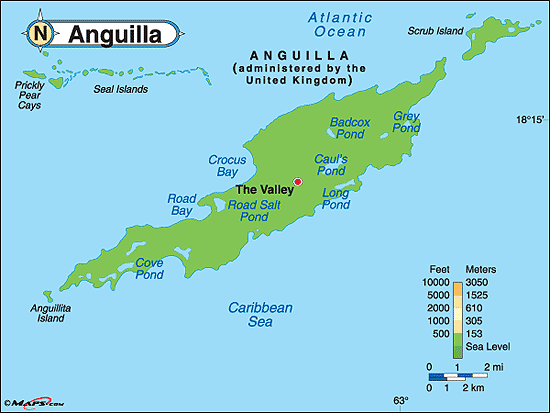 N Anguilla
Atlantic
Ocean
Scrub Island
ANGUILLA
(administered by the
United Kingdom)
Prickly
Pear
Cays
Seal Islands
Badcox
Pond
Grey
Pond
18°15'
Crocus
Bay
Caul's
Pond
The Valley
Long
Pond
Road
Bay
Road Salt
Pond
Cove
Pond
Anguillita
Island
Caribbean
Sea
Feet Meters
10000 3050
5000 1525
2000 610
1000 305
500 153
Sea Level
0 1 2 mi
0 1 2 km
©MAPS.COM
63°